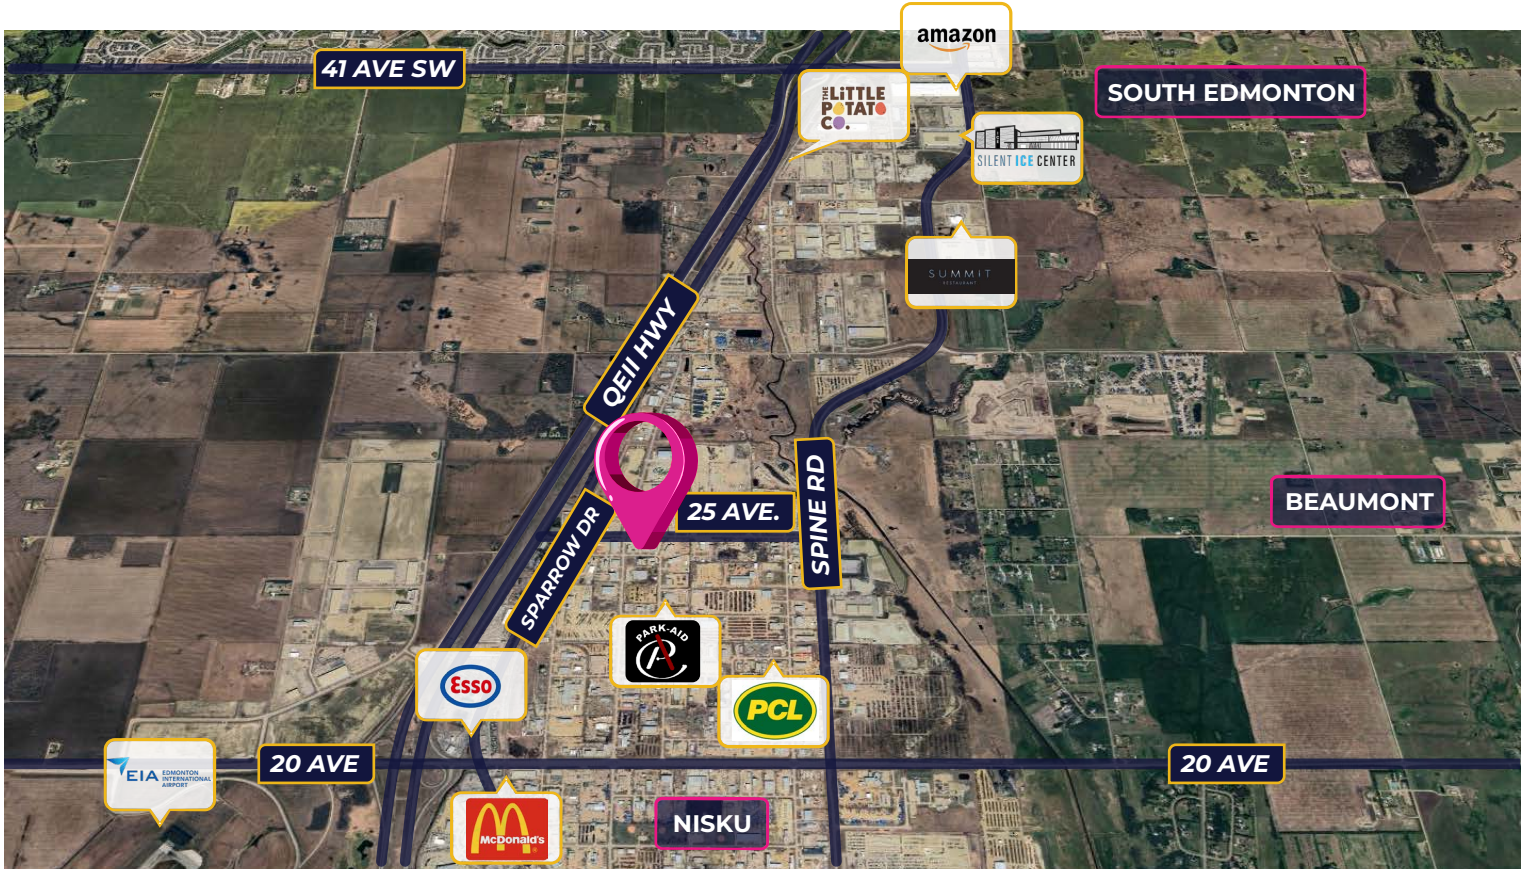 amazon
41 AVE SW
SOUTH EDMONTON
THE
LiTTLE
POTATO
CO.
SILENT ICE CENTER
SUMMIT
RESTAURANT
QEII HWY
BEAUMONT
25 AVE.
SPINE RD
SPARROW DR
PARK-AID
Esso
PCL
EIA
EDMONTON
INTERNATIONAL
AIRPORT
20 AVE
20 AVE
McDonald's
NISKU